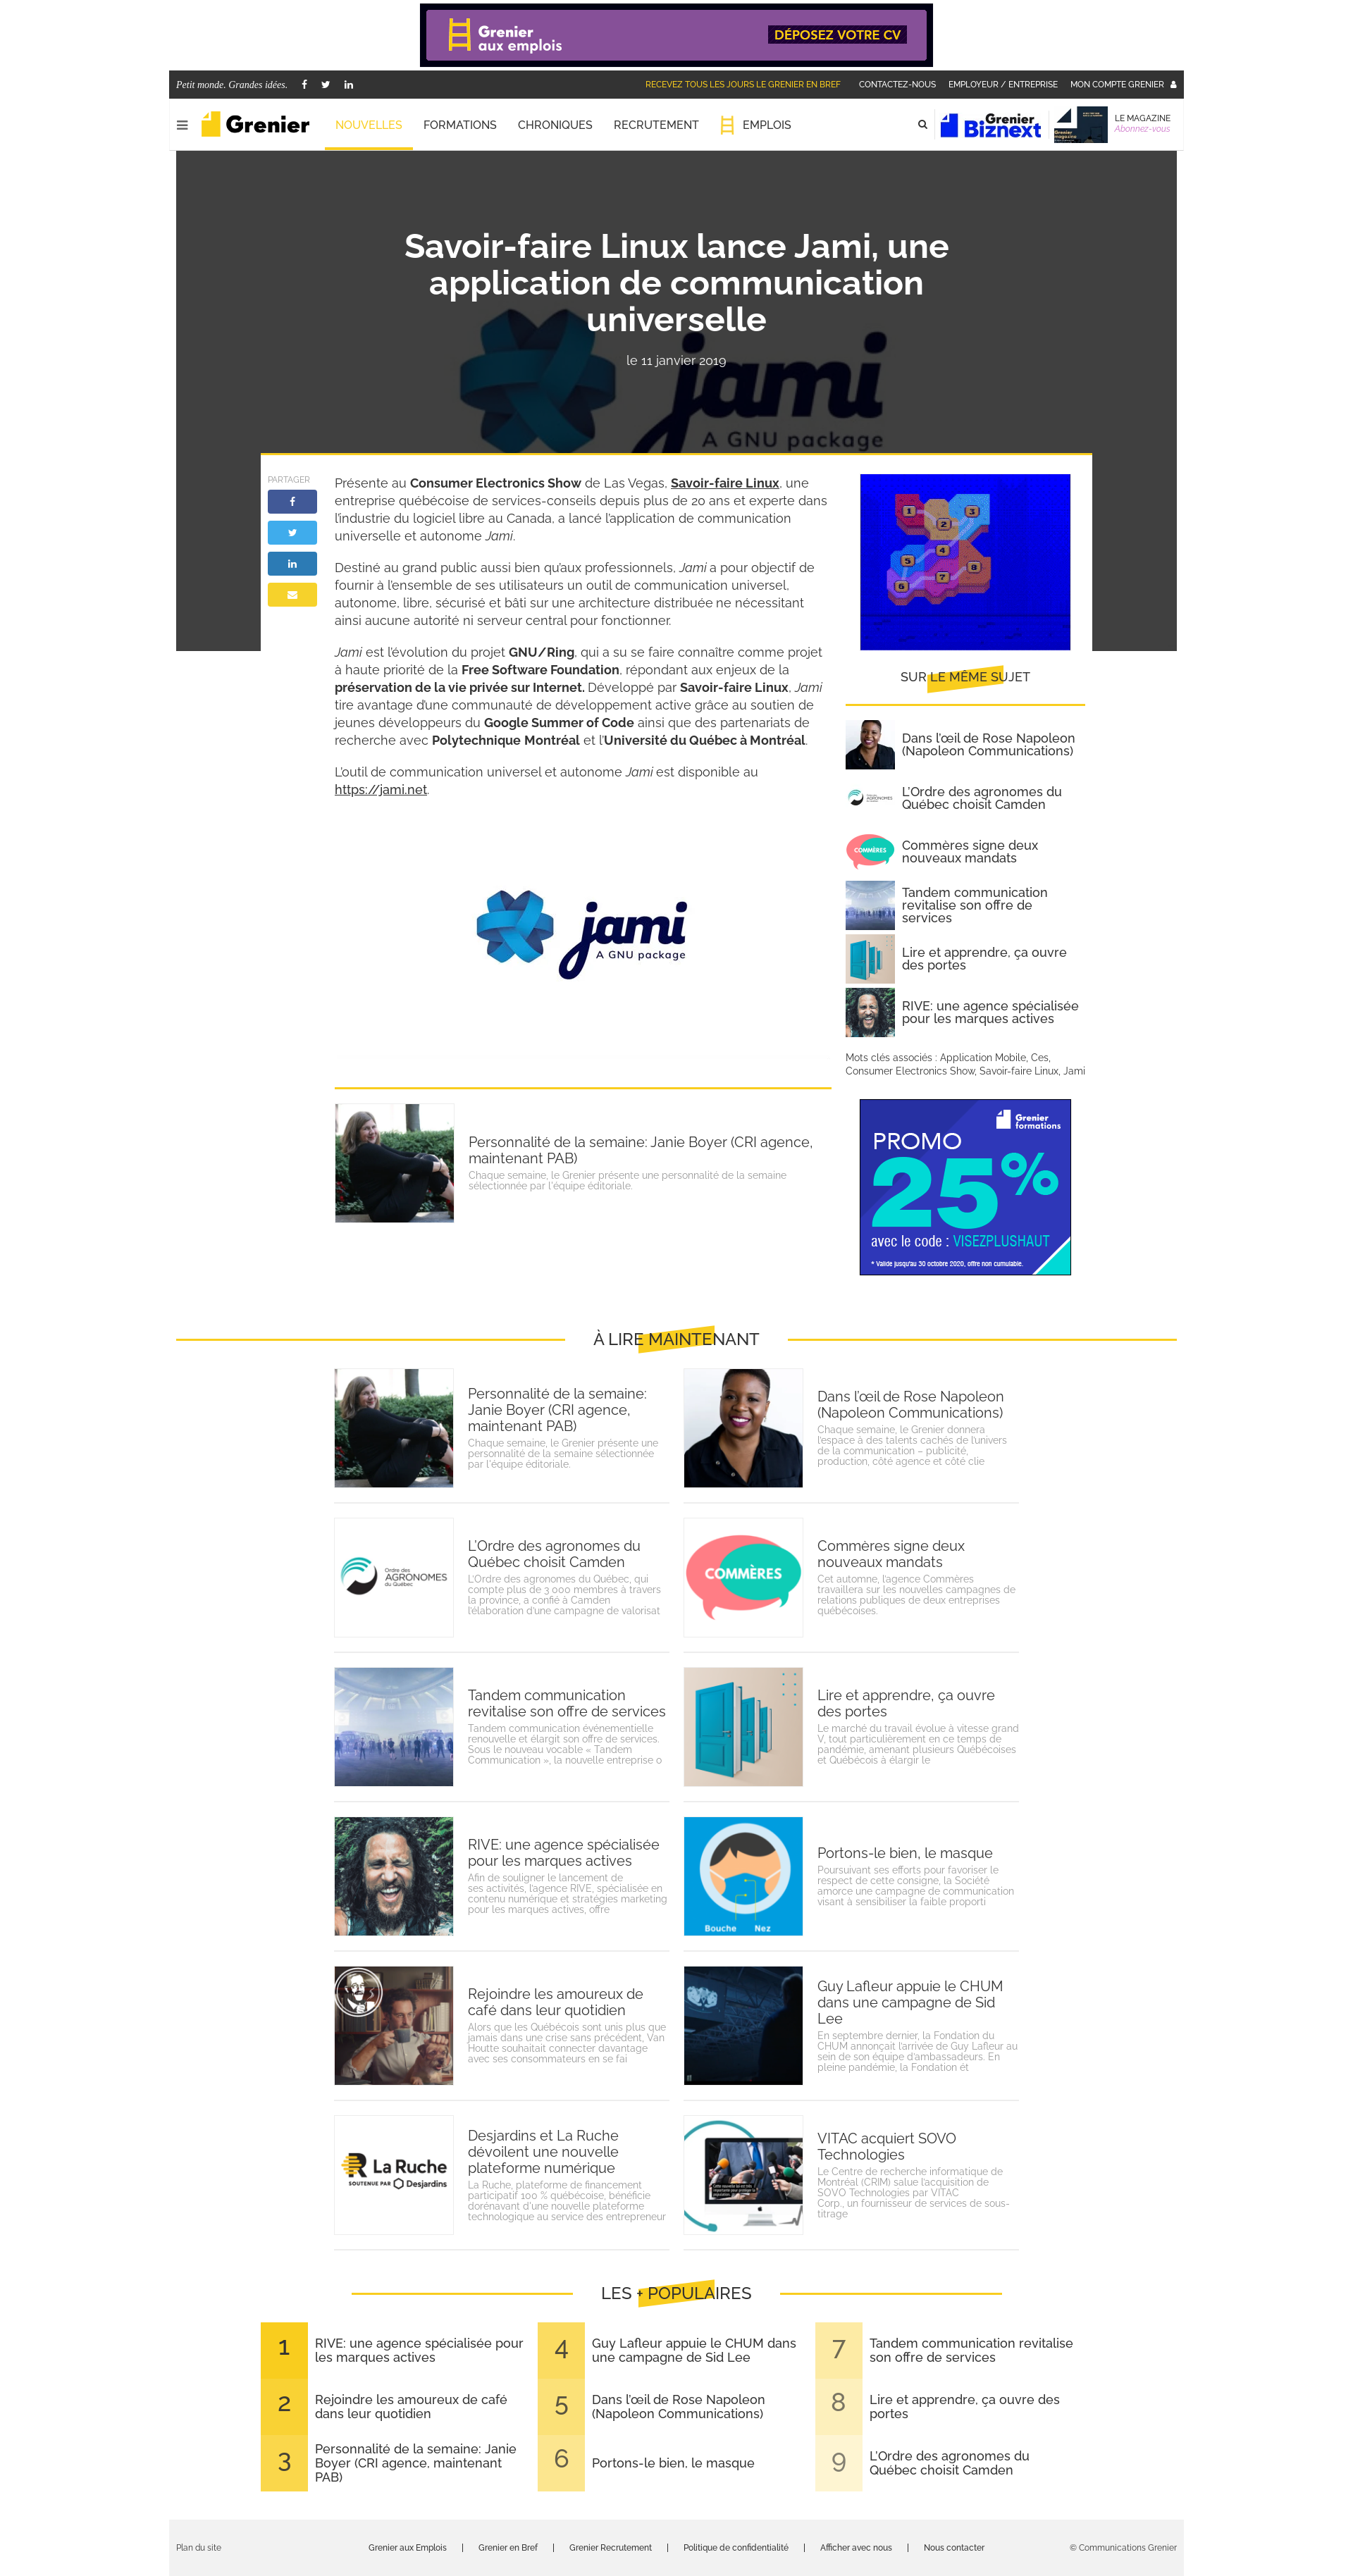 Grenier
aux emplois
DÉPOSEZ VOTRE CV
Petit monde. Grandes idées.
RECEVEZ TOUS LES JOURS LE GRENIER EN BREF
CONTACTEZ-NOUS
EMPLOYEUR / ENTREPRISE
MON COMPTE GRENIER
Grenier
NOUVELLES
FORMATIONS
CHRONIQUES
RECRUTEMENT
EMPLOIS
Grenier
Biznext
LE MAGAZINE
Abonnez-vous
Savoir-faire Linux lance Jami, une
application de communication
universelle
le 11 janvier 2019
jami
A GNU package
PARTAGER
Présente au Consumer Electronics Show de Las Vegas, Savoir-faire Linux, une
entreprise québécoise de services-conseils depuis plus de 20 ans et experte dans
l'industrie du logiciel libre au Canada, a lancé l'application de communication
universelle et autonome Jami.
Destiné au grand public aussi bien qu'aux professionnels, Jami a pour objectif de
fournir à l'ensemble de ses utilisateurs un outil de communication universel,
autonome, libre, sécurisé et bâti sur une architecture distribuée ne nécessitant
ainsi aucune autorité ni serveur central pour fonctionner.
Jami est l'évolution du projet GNU/Ring, qui a su se faire connaître comme projet
à haute priorité de la Free Software Foundation, répondant aux enjeux de la
préservation de la vie privée sur Internet. Développé par Savoir-faire Linux, Jami
tire avantage d'une communauté de développement active grâce au soutien de
jeunes développeurs du Google Summer of Code ainsi que des partenariats de
recherche avec Polytechnique Montréal et l'Université du Québec à Montréal.
L'outil de communication universel et autonome Jami est disponible au
https://jami.net.
jami
A GNU package
1
2
3
4
5
6
7
8
SUR LE MÊME SUJET
Dans l'œil de Rose Napoleon
(Napoleon Communications)
L'Ordre des agronomes du
Québec choisit Camden
COMMÈRES
Commères signe deux
nouveaux mandats
Tandem communication
revitalise son offre de
services
Lire et apprendre, ça ouvre
des portes
RIVE: une agence spécialisée
pour les marques actives
Mots clés associés : Application Mobile, Ces,
Consumer Electronics Show, Savoir-faire Linux, Jami
Grenier
formations
PROMO
25%
avec le code : VISEZPLUSHAUT
* Valide jusqu'au 30 octobre 2020, offre non cumulable.
Personnalité de la semaine: Janie Boyer (CRI agence,
maintenant PAB)
Chaque semaine, le Grenier présente une personnalité de la semaine
sélectionnée par l'équipe éditoriale.
À LIRE MAINTENANT
Personnalité de la semaine:
Janie Boyer (CRI agence,
maintenant PAB)
Chaque semaine, le Grenier présente une
personnalité de la semaine sélectionnée
par l'équipe éditoriale.
Dans l'œil de Rose Napoleon
(Napoleon Communications)
Chaque semaine, le Grenier donnera
l'espace à des talents cachés de l'univers
de la communication – publicité,
production, côté agence et côté clie
Ordre des
AGRONOMES
du Québec
L'Ordre des agronomes du
Québec choisit Camden
L'Ordre des agronomes du Québec, qui
compte plus de 3 000 membres à travers
la province, a confié à Camden
l'élaboration d'une campagne de valorisat
COMMÈRES
Commères signe deux
nouveaux mandats
Cet automne, l'agence Commères
travaillera sur les nouvelles campagnes de
relations publiques de deux entreprises
québécoises.
Tandem communication
revitalise son offre de services
Tandem communication événementielle
renouvelle et élargit son offre de services.
Sous le nouveau vocable « Tandem
Communication », la nouvelle entreprise o
Lire et apprendre, ça ouvre
des portes
Le marché du travail évolue à vitesse grand
V, tout particulièrement en ce temps de
pandémie, amenant plusieurs Québécoises
et Québécois à élargir le
RIVE: une agence spécialisée
pour les marques actives
Afin de souligner le lancement de
ses activités, l'agence RIVE, spécialisée en
contenu numérique et stratégies marketing
pour les marques actives, offre
Bouche Nez
Portons-le bien, le masque
Poursuivant ses efforts pour favoriser le
respect de cette consigne, la Société
amorce une campagne de communication
visant à sensibiliser la faible proporti
Rejoindre les amoureux de
café dans leur quotidien
Alors que les Québécois sont unis plus que
jamais dans une crise sans précédent, Van
Houtte souhaitait connecter davantage
avec ses consommateurs en se fai
Guy Lafleur appuie le CHUM
dans une campagne de Sid
Lee
En septembre dernier, la Fondation du
CHUM annonçait l'arrivée de Guy Lafleur au
sein de son équipe d'ambassadeurs. En
pleine pandémie, la Fondation ét
La Ruche
SOUTENUE PAR Desjardins
Desjardins et La Ruche
dévoilent une nouvelle
plateforme numérique
La Ruche, plateforme de financement
participatif 100 % québécoise, bénéficie
dorénavant d'une nouvelle plateforme
technologique au service des entrepreneur
VITAC acquiert SOVO
Technologies
Le Centre de recherche informatique de
Montréal (CRIM) salue l'acquisition de
SOVO Technologies par VITAC
Corp., un fournisseur de services de sous-
titrage
LES + POPULAIRES
1
RIVE: une agence spécialisée pour
les marques actives
2
Rejoindre les amoureux de café
dans leur quotidien
3
Personnalité de la semaine: Janie
Boyer (CRI agence, maintenant
PAB)
4
Guy Lafleur appuie le CHUM dans
une campagne de Sid Lee
5
Dans l'œil de Rose Napoleon
(Napoleon Communications)
6
Portons-le bien, le masque
7
Tandem communication revitalise
son offre de services
8
Lire et apprendre, ça ouvre des
portes
9
L'Ordre des agronomes du
Québec choisit Camden
Plan du site
Grenier aux Emplois | Grenier en Bref | Grenier Recrutement | Politique de confidentialité | Afficher avec nous | Nous contacter
© Communications Grenier